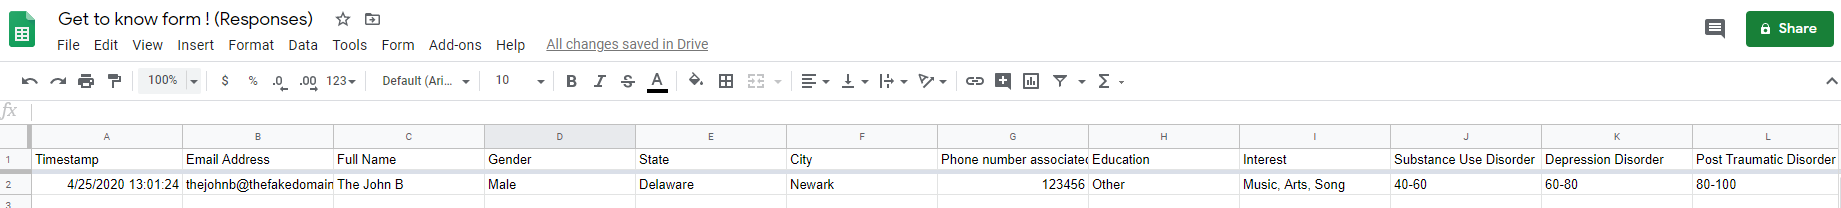 Get to know form ! (Responses)
File Edit View Insert Format Data Tools Form Add-ons Help All changes saved in Drive
Share
100% $ % .0 .00 123 Default (Ari... 10 B I S A Σ
fx
A B C D E F G H I J K L
1 Timestamp Email Address Full Name Gender State City Phone number associated Education Interest Substance Use Disorder Depression Disorder Post Traumatic Disorder
2 4/25/2020 13:01:24 thejohnb@thefakedomain The John B Male Delaware Newark 123456 Other Music, Arts, Song 40-60 60-80 80-100
3